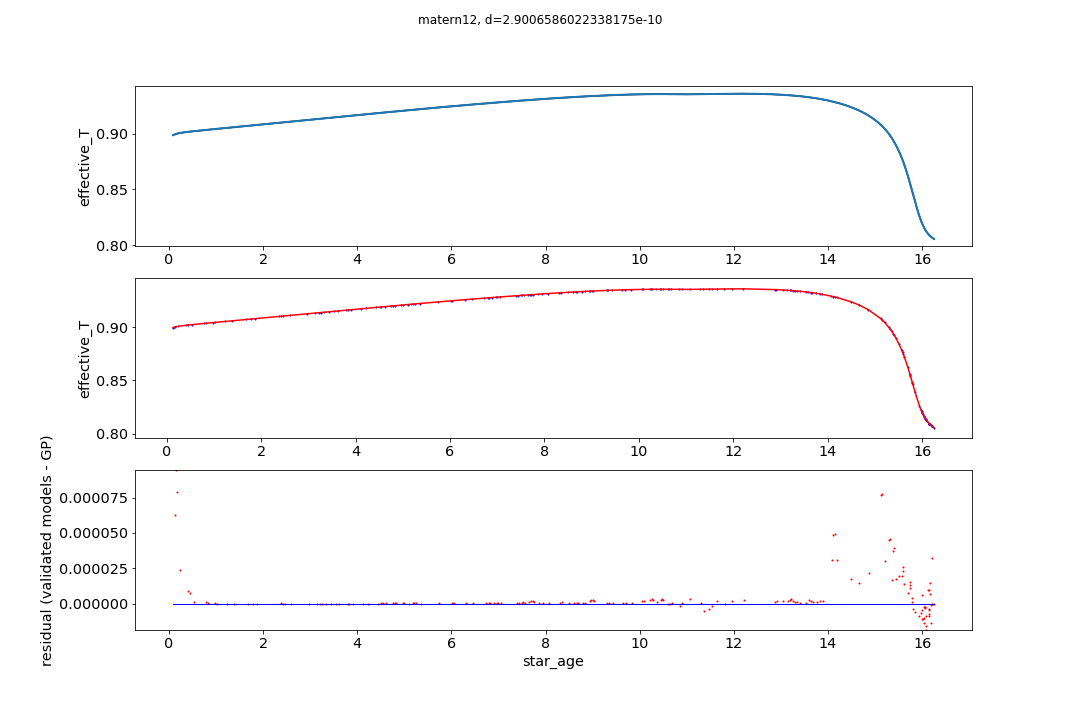 matern12, d=2.9006586022338175e-10
effective_T
0.90
0.85
0.80
0 2 4 6 8 10 12 14 16
effective_T
0.90
0.85
0.80
0 2 4 6 8 10 12 14 16
residual (validated models - GP)
0.000075
0.000050
0.000025
0.000000
0 2 4 6 8 10 12 14 16
star_age